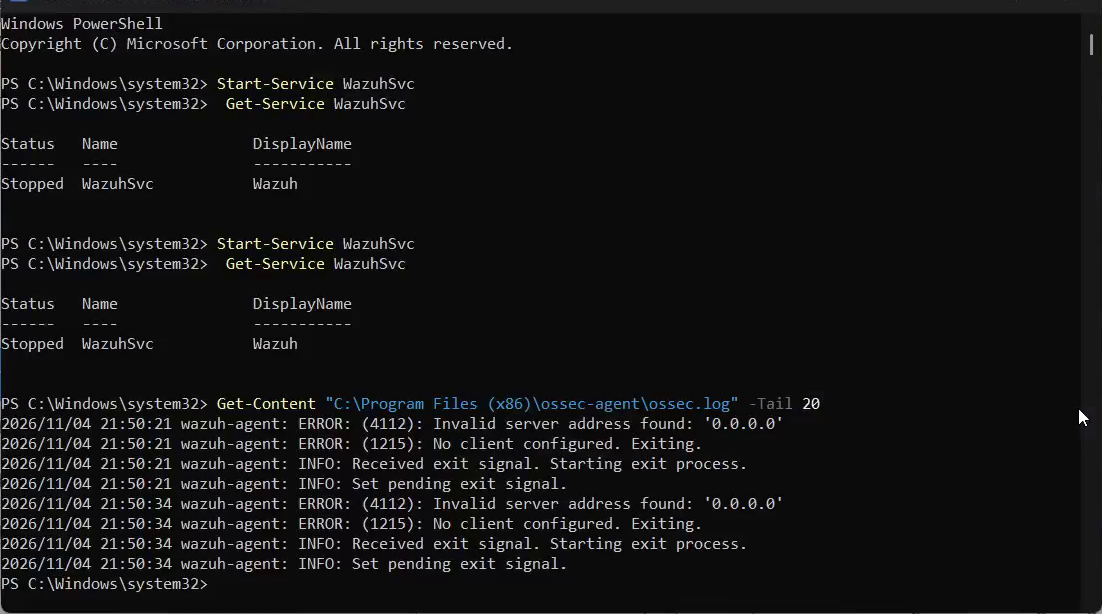 Windows PowerShell
Copyright (C) Microsoft Corporation. All rights reserved.
PS C:\Windows\system32> Start-Service WazuhSvc
PS C:\Windows\system32>  Get-Service WazuhSvc
Status   Name               DisplayName
------   ----               -----------
Stopped  WazuhSvc           Wazuh
PS C:\Windows\system32> Start-Service WazuhSvc
PS C:\Windows\system32>  Get-Service WazuhSvc
Status   Name               DisplayName
------   ----               -----------
Stopped  WazuhSvc           Wazuh
PS C:\Windows\system32> Get-Content "C:\Program Files (x86)\ossec-agent\ossec.log" -Tail 20
2026/11/04 21:50:21 wazuh-agent: ERROR: (4112): Invalid server address found: '0.0.0.0'
2026/11/04 21:50:21 wazuh-agent: ERROR: (1215): No client configured. Exiting.
2026/11/04 21:50:21 wazuh-agent: INFO: Received exit signal. Starting exit process.
2026/11/04 21:50:21 wazuh-agent: INFO: Set pending exit signal.
2026/11/04 21:50:34 wazuh-agent: ERROR: (4112): Invalid server address found: '0.0.0.0'
2026/11/04 21:50:34 wazuh-agent: ERROR: (1215): No client configured. Exiting.
2026/11/04 21:50:34 wazuh-agent: INFO: Received exit signal. Starting exit process.
2026/11/04 21:50:34 wazuh-agent: INFO: Set pending exit signal.
PS C:\Windows\system32>